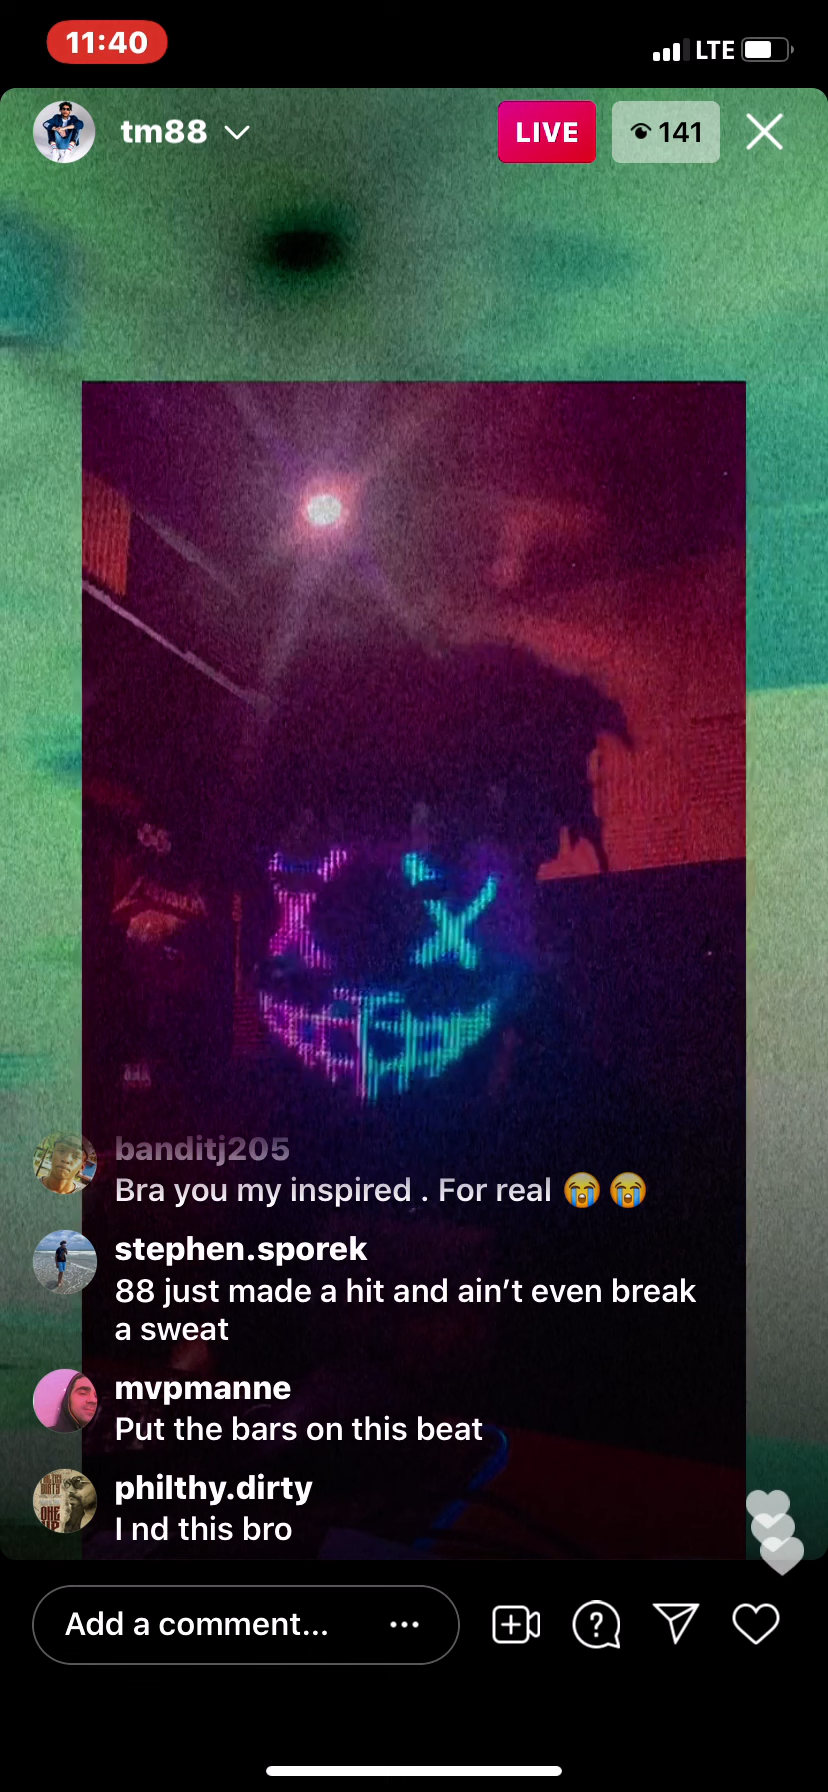 11:40
LTE
tm88
LIVE
141
banditj205
Bra you my inspired . For real 😭 😭
stephen.sporek
88 just made a hit and ain’t even break
a sweat
mvpmanne
Put the bars on this beat
philthy.dirty
I nd this bro
Add a comment...